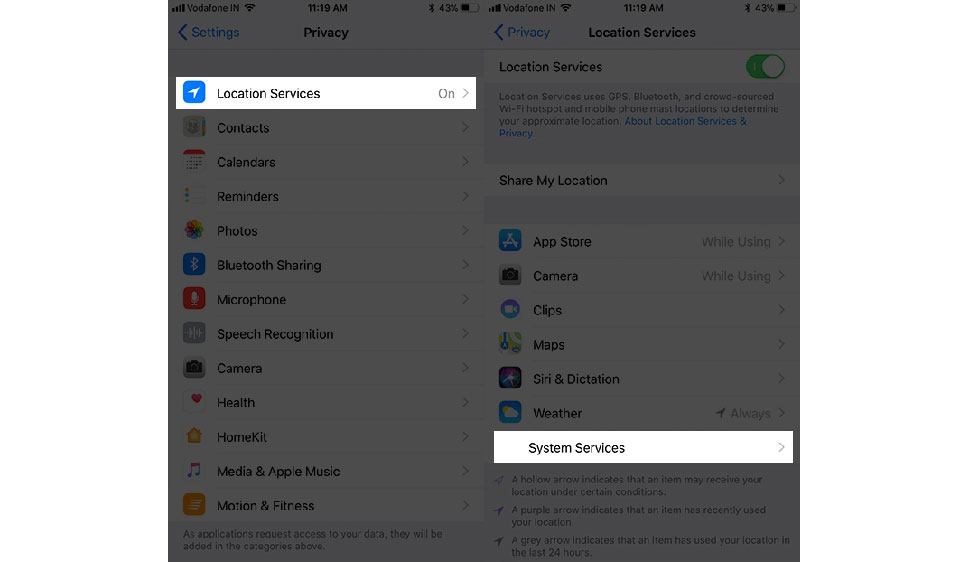 Vodafone IN 11:19 AM 43%
Settings Privacy
Location Services On
Contacts
Calendars
Reminders
Photos
Bluetooth Sharing
Microphone
Speech Recognition
Camera
Health
HomeKit
Media & Apple Music
Motion & Fitness
As applications request access to your data, they will be
added in the categories above.
Vodafone IN 11:19 AM 43%
Privacy Location Services
Location Services
Location Services uses GPS, Bluetooth, and crowd-sourced
Wi-Fi hotspot and mobile phone mast locations to determine
your approximate location. About Location Services &
Privacy.
Share My Location
App Store While Using
Camera While Using
Clips
Maps
Siri & Dictation
Weather Always
System Services
A hollow arrow indicates that an item may receive your
location under certain conditions.
A purple arrow indicates that an item has recently used
your location.
A grey arrow indicates that an item has used your location in
the last 24 hours.